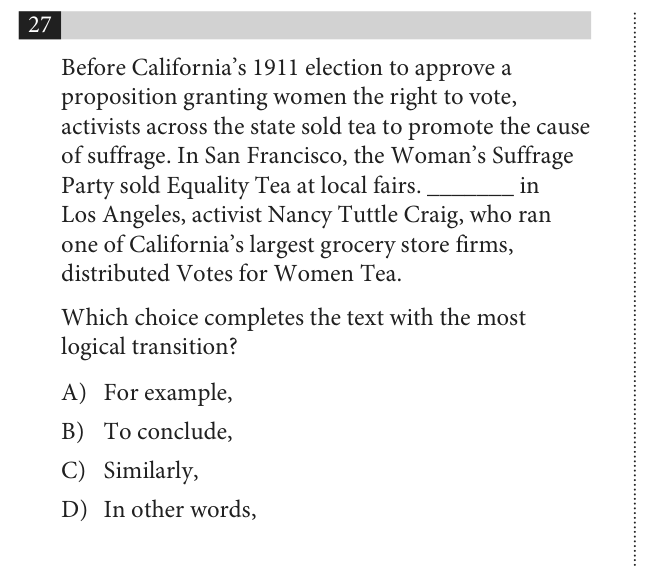 27
Before California’s 1911 election to approve a
proposition granting women the right to vote,
activists across the state sold tea to promote the cause
of suffrage. In San Francisco, the Woman’s Suffrage
Party sold Equality Tea at local fairs. _______ in
Los Angeles, activist Nancy Tuttle Craig, who ran
one of California’s largest grocery store firms,
distributed Votes for Women Tea.
Which choice completes the text with the most
logical transition?
A) For example,
B) To conclude,
C) Similarly,
D) In other words,